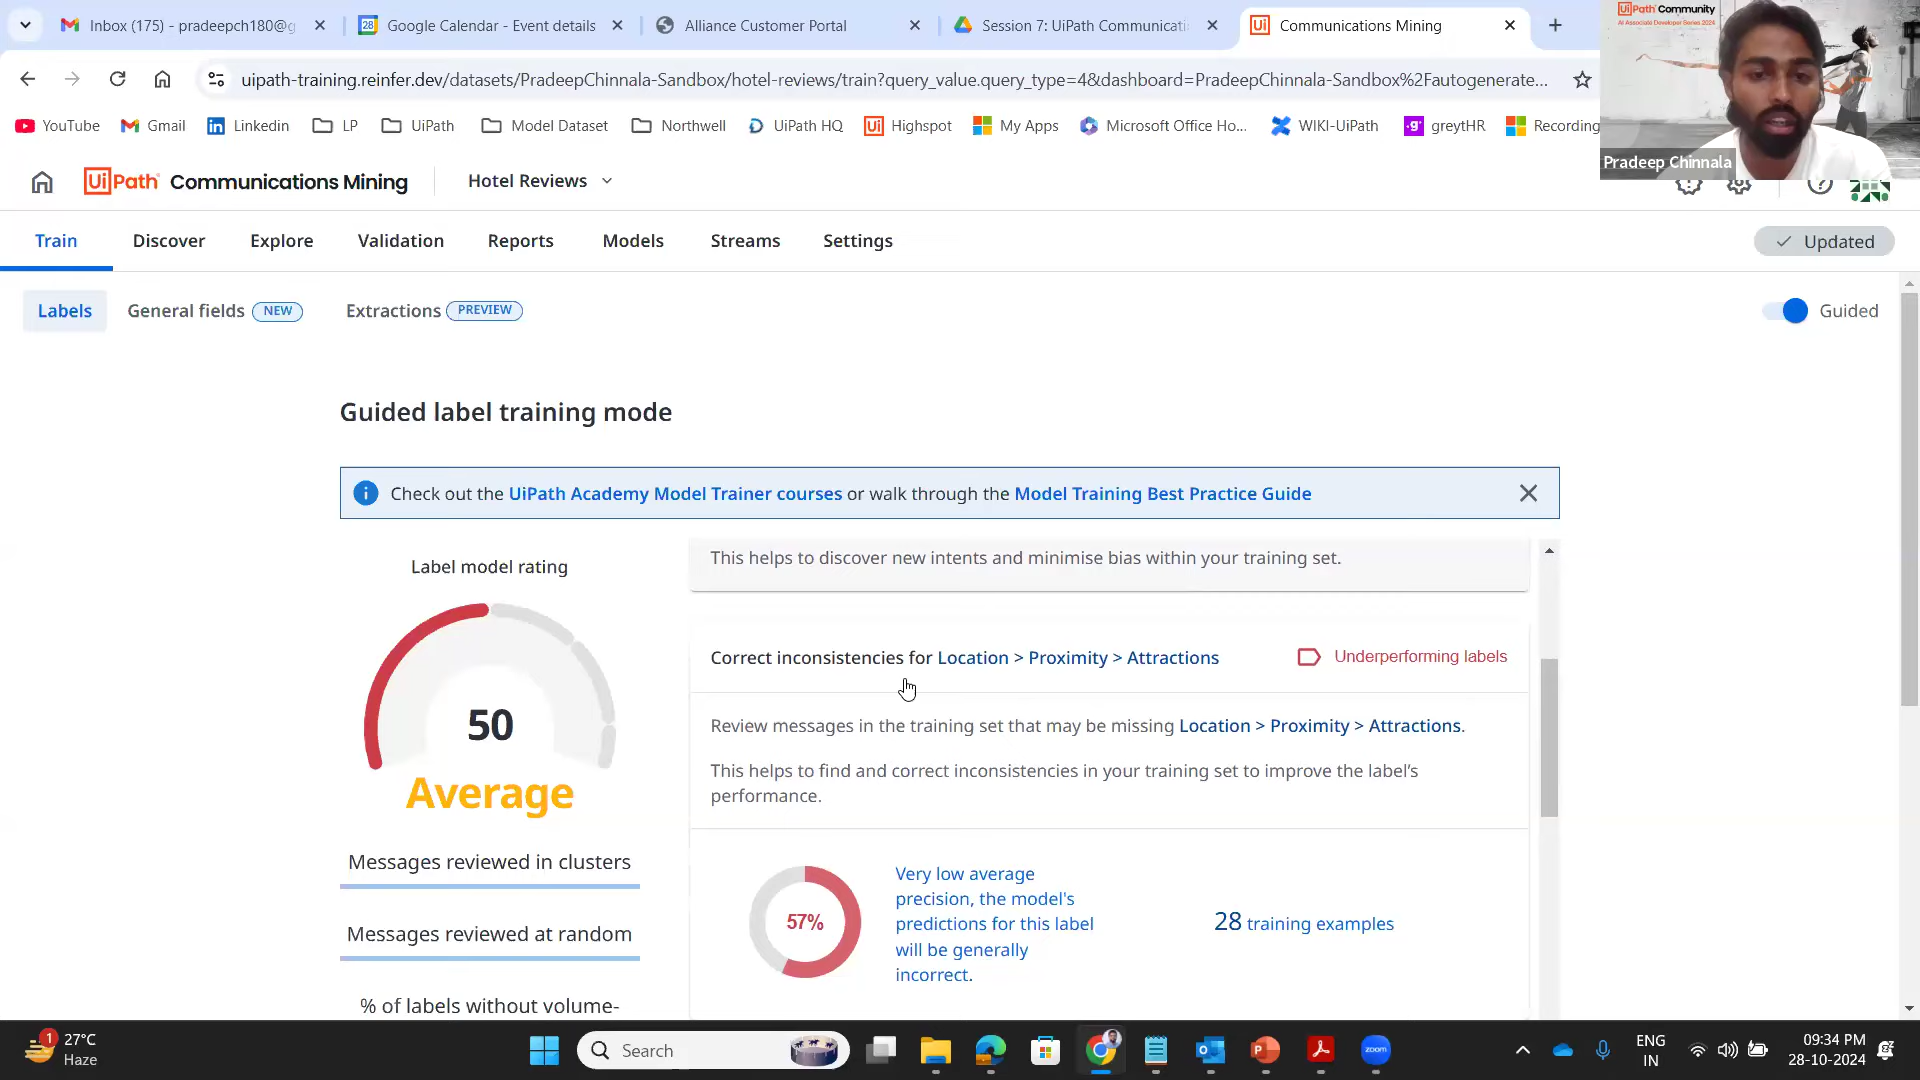 Inbox (175) - pradeepch180@g
Google Calendar - Event details
Alliance Customer Portal
Session 7: UiPath Communicati
Ui Communications Mining
UiPath Community
AI Associate Developer Series 2024
uipath-training.reinfer.dev/datasets/PradeepChinnala-Sandbox/hotel-reviews/train?query_value.query_type=4&dashboard=PradeepChinnala-Sandbox%2Fautogenerate...
YouTube Gmail Linkedin LP UiPath Model Dataset Northwell UiPath HQ Highspot My Apps Microsoft Office Ho... WIKI-UiPath greytHR Recording
Pradeep Chinnala
UiPath Communications Mining Hotel Reviews
Train Discover Explore Validation Reports Models Streams Settings Updated
Labels General fields NEW Extractions PREVIEW Guided
Guided label training mode
Check out the UiPath Academy Model Trainer courses or walk through the Model Training Best Practice Guide
Label model rating
50
Average
Messages reviewed in clusters
Messages reviewed at random
% of labels without volume-
This helps to discover new intents and minimise bias within your training set.
Correct inconsistencies for Location > Proximity > Attractions Underperforming labels
Review messages in the training set that may be missing Location > Proximity > Attractions.
This helps to find and correct inconsistencies in your training set to improve the label's
performance.
57%
Very low average
precision, the model's
predictions for this label
will be generally
incorrect.
28 training examples
1
27°C
Haze
Search
zoom
ENG
IN
09:34 PM
28-10-2024